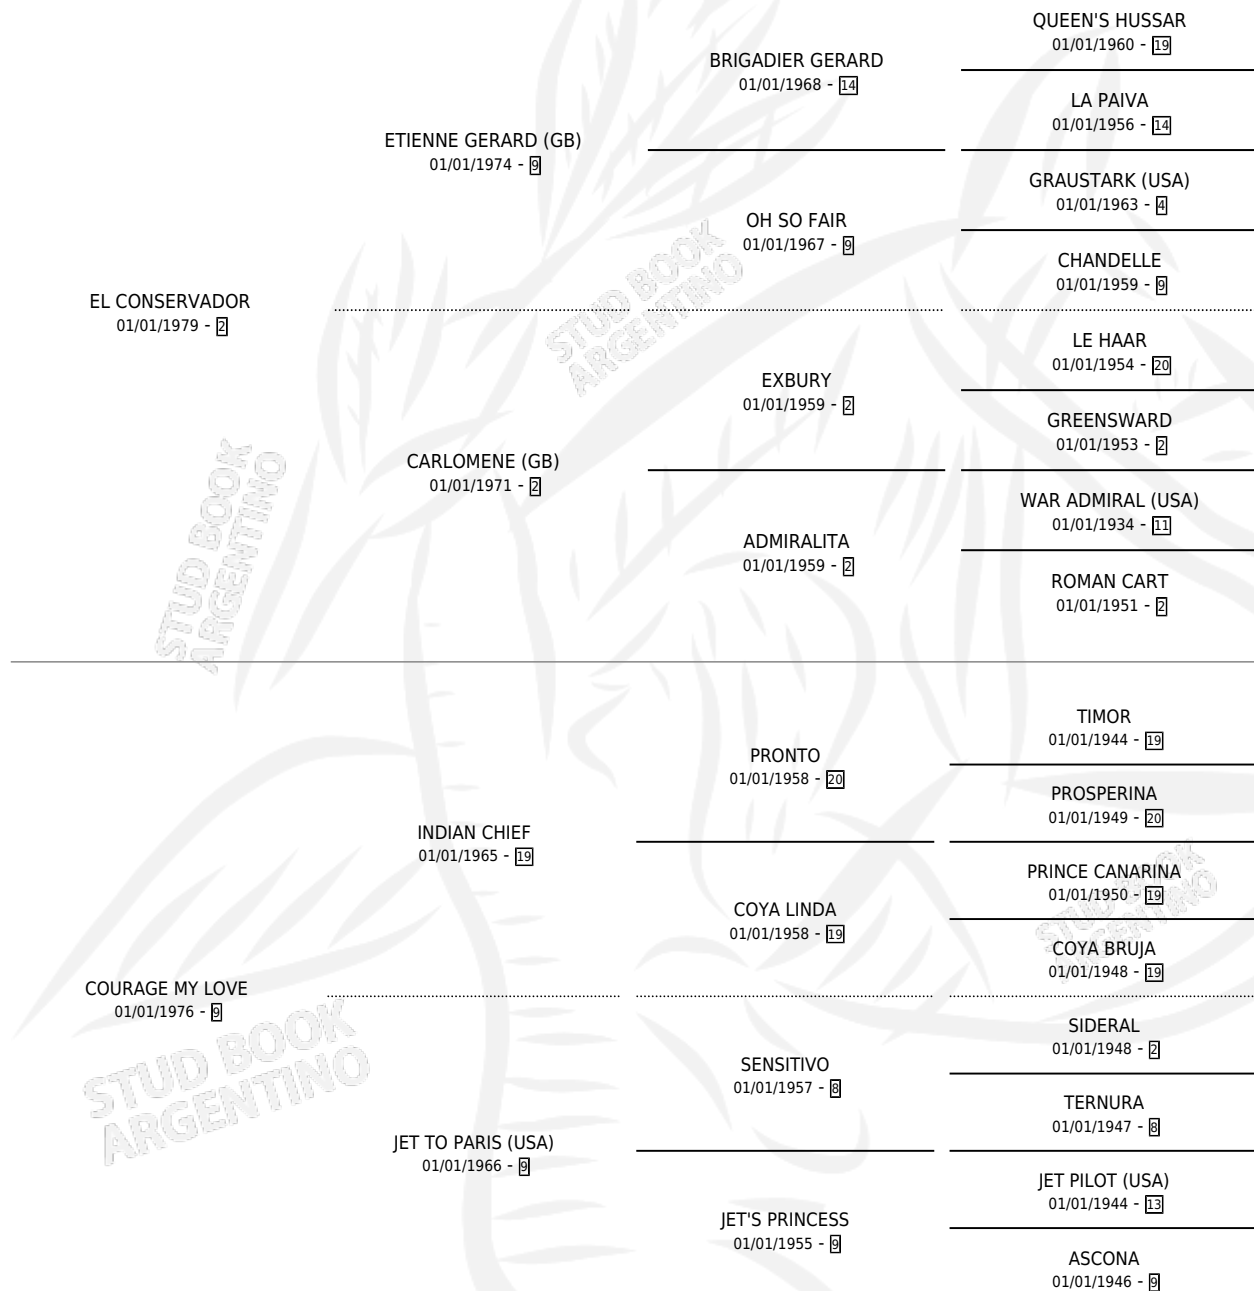 QUEEN'S HUSSAR
01/01/1960 - 19
BRIGADIER GERARD
01/01/1968 - 14
LA PAIVA
01/01/1956 - 14
ETIENNE GERARD (GB)
01/01/1974 - 9
GRAUSTARK (USA)
01/01/1963 - 4
OH SO FAIR
01/01/1967 - 9
CHANDELLE
01/01/1959 - 9
EL CONSERVADOR
01/01/1979 - 2
LE HAAR
01/01/1954 - 20
EXBURY
01/01/1959 - 2
GREENSWARD
01/01/1953 - 2
CARLOMENE (GB)
01/01/1971 - 2
WAR ADMIRAL (USA)
01/01/1934 - 11
ADMIRALITA
01/01/1959 - 2
ROMAN CART
01/01/1951 - 2
TIMOR
01/01/1944 - 19
PRONTO
01/01/1958 - 20
PROSPERINA
01/01/1949 - 20
INDIAN CHIEF
01/01/1965 - 19
PRINCE CANARINA
01/01/1950 - 19
COYA LINDA
01/01/1958 - 19
COYA BRUJA
01/01/1948 - 19
COURAGE MY LOVE
01/01/1976 - 9
SIDERAL
01/01/1948 - 2
SENSITIVO
01/01/1957 - 8
TERNURA
01/01/1947 - 8
JET TO PARIS (USA)
01/01/1966 - 9
JET PILOT (USA)
01/01/1944 - 13
JET'S PRINCESS
01/01/1955 - 9
ASCONA
01/01/1946 - 9
STUD BOOK
ARGENTINO
STUD BOOK
ARGENTINO
STUD BOOK
ARGENTINO
STUD BOOK
ARGENTINO